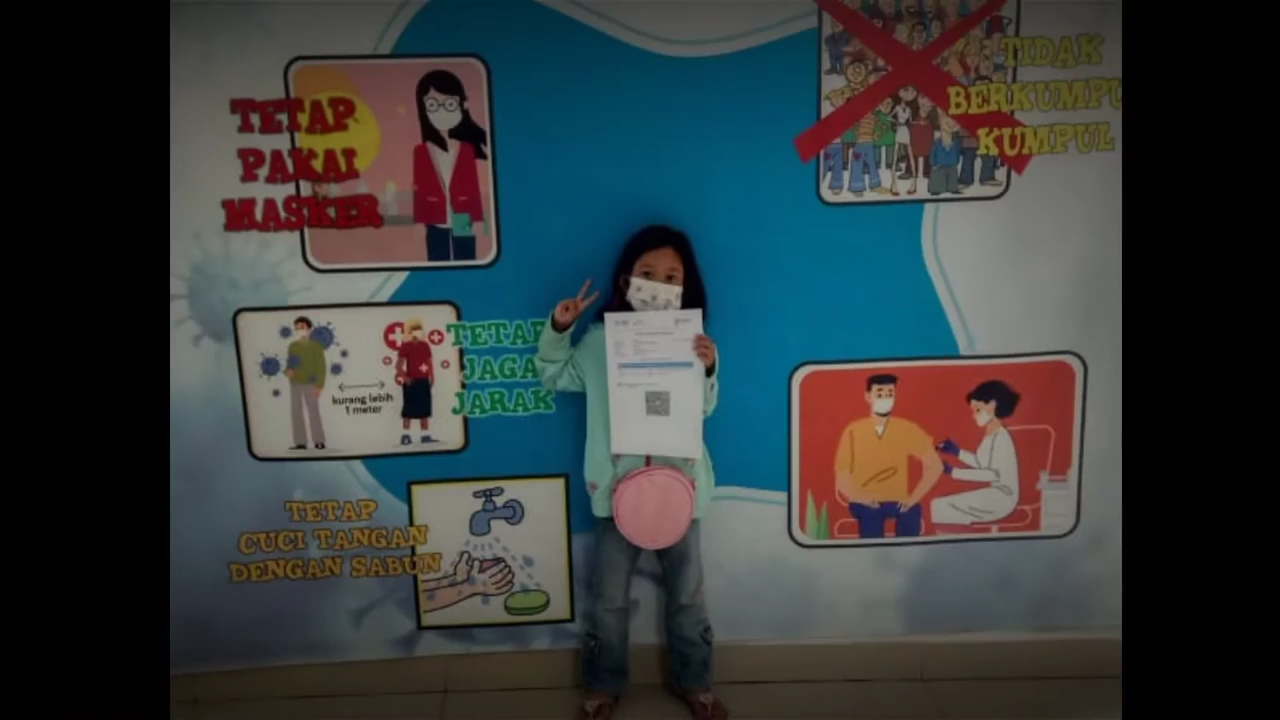 TETAP
PAKAI
MASKER
TIDAK
BERKUMPU
KUMPUL
kurang lebih
1 meter
TETAP
JAGA
JARAK
TETAP
CUCI TANGAN
DENGAN SABUN